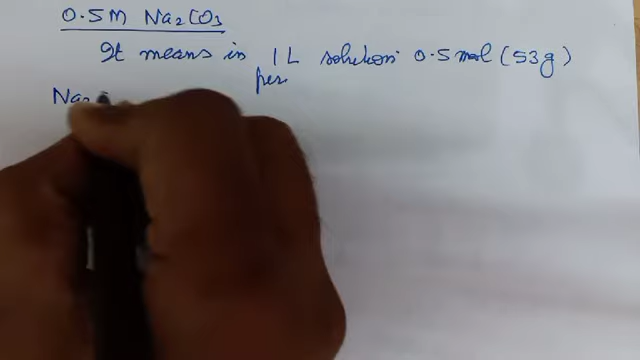 0.5M Na₂CO₃
It means in 1L solution 0.5 mol (53g)
per
Na₂